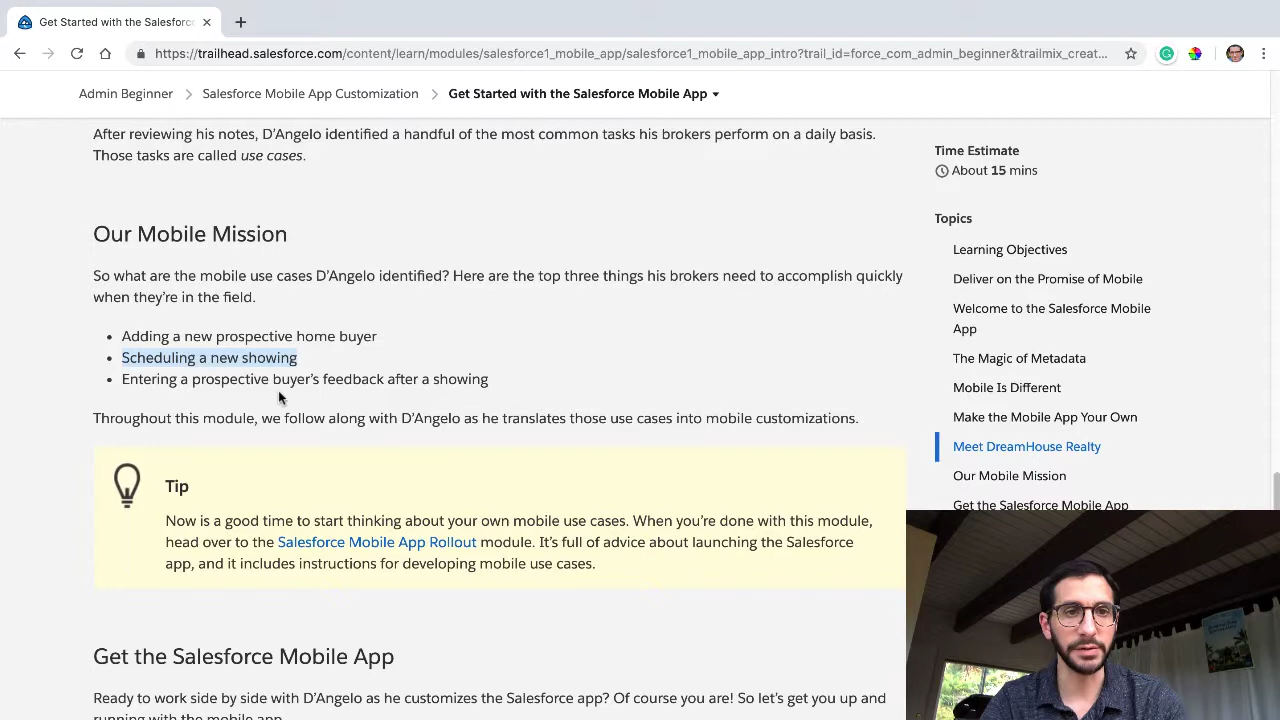 Get Started with the Salesforc
https://trailhead.salesforce.com/content/learn/modules/salesforce1_mobile_app/salesforce1_mobile_app_intro?trail_id=force_com_admin_beginner&trailmix_creat...
Admin Beginner
Salesforce Mobile App Customization
Get Started with the Salesforce Mobile App
After reviewing his notes, D’Angelo identified a handful of the most common tasks his brokers perform on a daily basis.
Those tasks are called use cases.
Our Mobile Mission
So what are the mobile use cases D’Angelo identified? Here are the top three things his brokers need to accomplish quickly
when they’re in the field.
• Adding a new prospective home buyer
• Scheduling a new showing
• Entering a prospective buyer’s feedback after a showing
Throughout this module, we follow along with D’Angelo as he translates those use cases into mobile customizations.
Tip
Now is a good time to start thinking about your own mobile use cases. When you’re done with this module,
head over to the Salesforce Mobile App Rollout module. It’s full of advice about launching the Salesforce
app, and it includes instructions for developing mobile use cases.
Get the Salesforce Mobile App
Ready to work side by side with D’Angelo as he customizes the Salesforce app? Of course you are! So let’s get you up and
running with the mobile app.
Time Estimate
About 15 mins
Topics
Learning Objectives
Deliver on the Promise of Mobile
Welcome to the Salesforce Mobile
App
The Magic of Metadata
Mobile Is Different
Make the Mobile App Your Own
Meet DreamHouse Realty
Our Mobile Mission
Get the Salesforce Mobile App